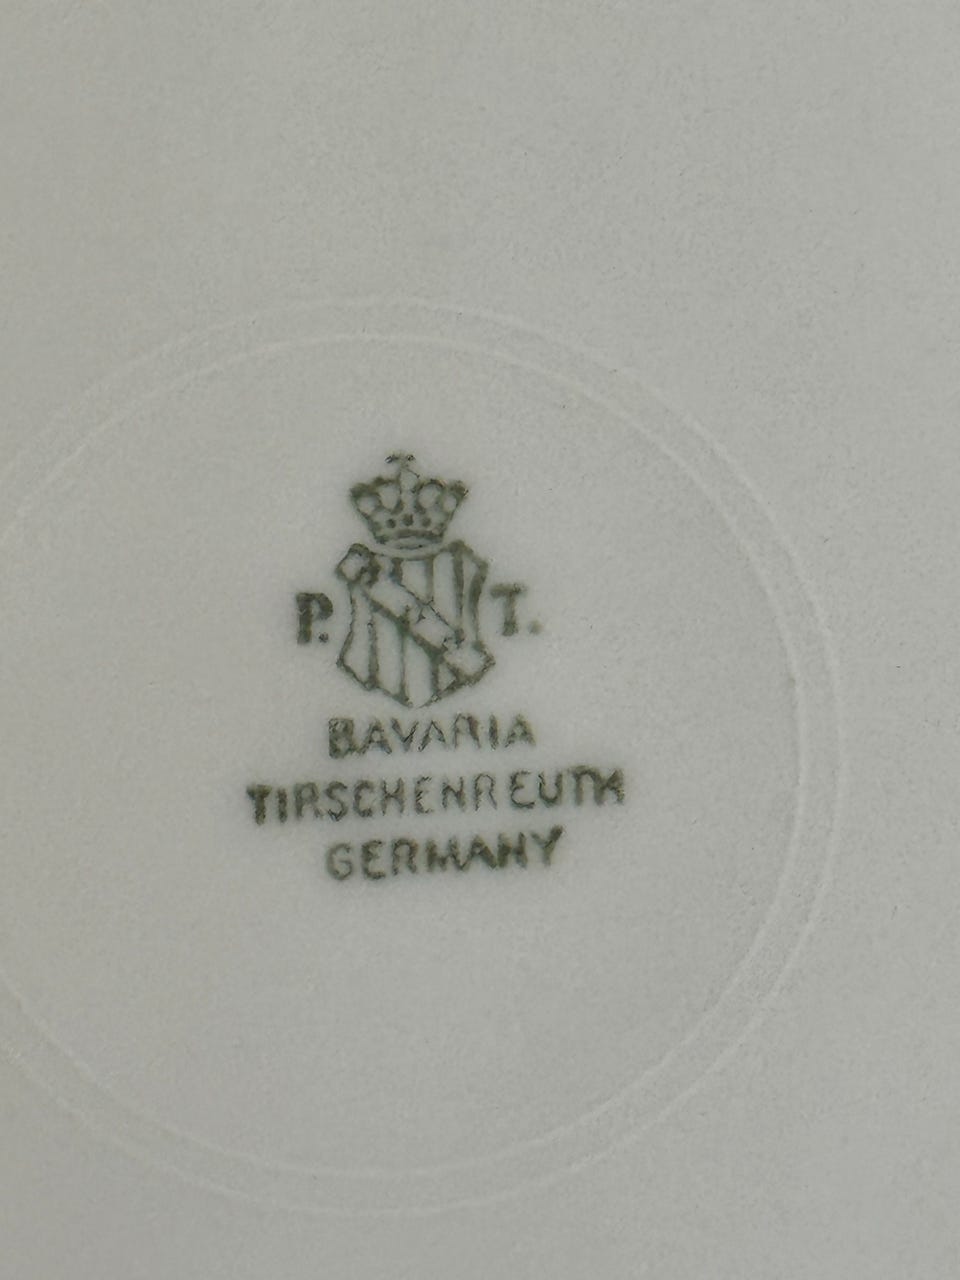 P. T.
BAVARIA
TIRSCHENREUTH
GERMANY